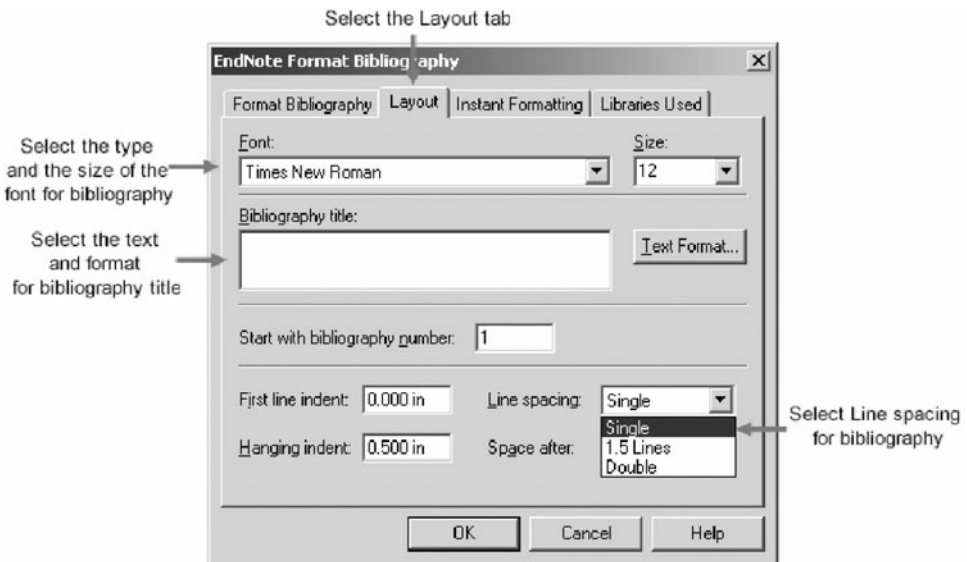 Select the Layout tab
EndNote Format Bibliography
Format Bibliography Layout Instant Formatting Libraries Used
Select the type
and the size of the
font for bibliography
Font: Size:
Times New Roman 12
Select the text
and format
for bibliography title
Bibliography title:
Text Format...
Start with bibliography number: 1
First line indent: 0.000 in Line spacing: Single
Hanging indent: 0.500 in Space after:
Single
1.5 Lines
Double
Select Line spacing
for bibliography
OK Cancel Help